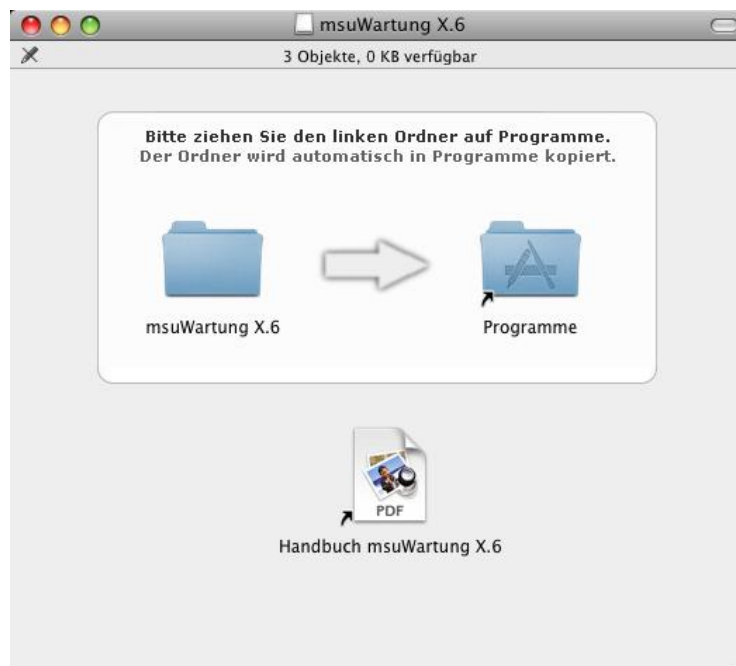 msuWartung X.6
3 Objekte, 0 KB verfügbar
Bitte ziehen Sie den linken Ordner auf Programme.
Der Ordner wird automatisch in Programme kopiert.
msuWartung X.6
Programme
PDF
Handbuch msuWartung X.6